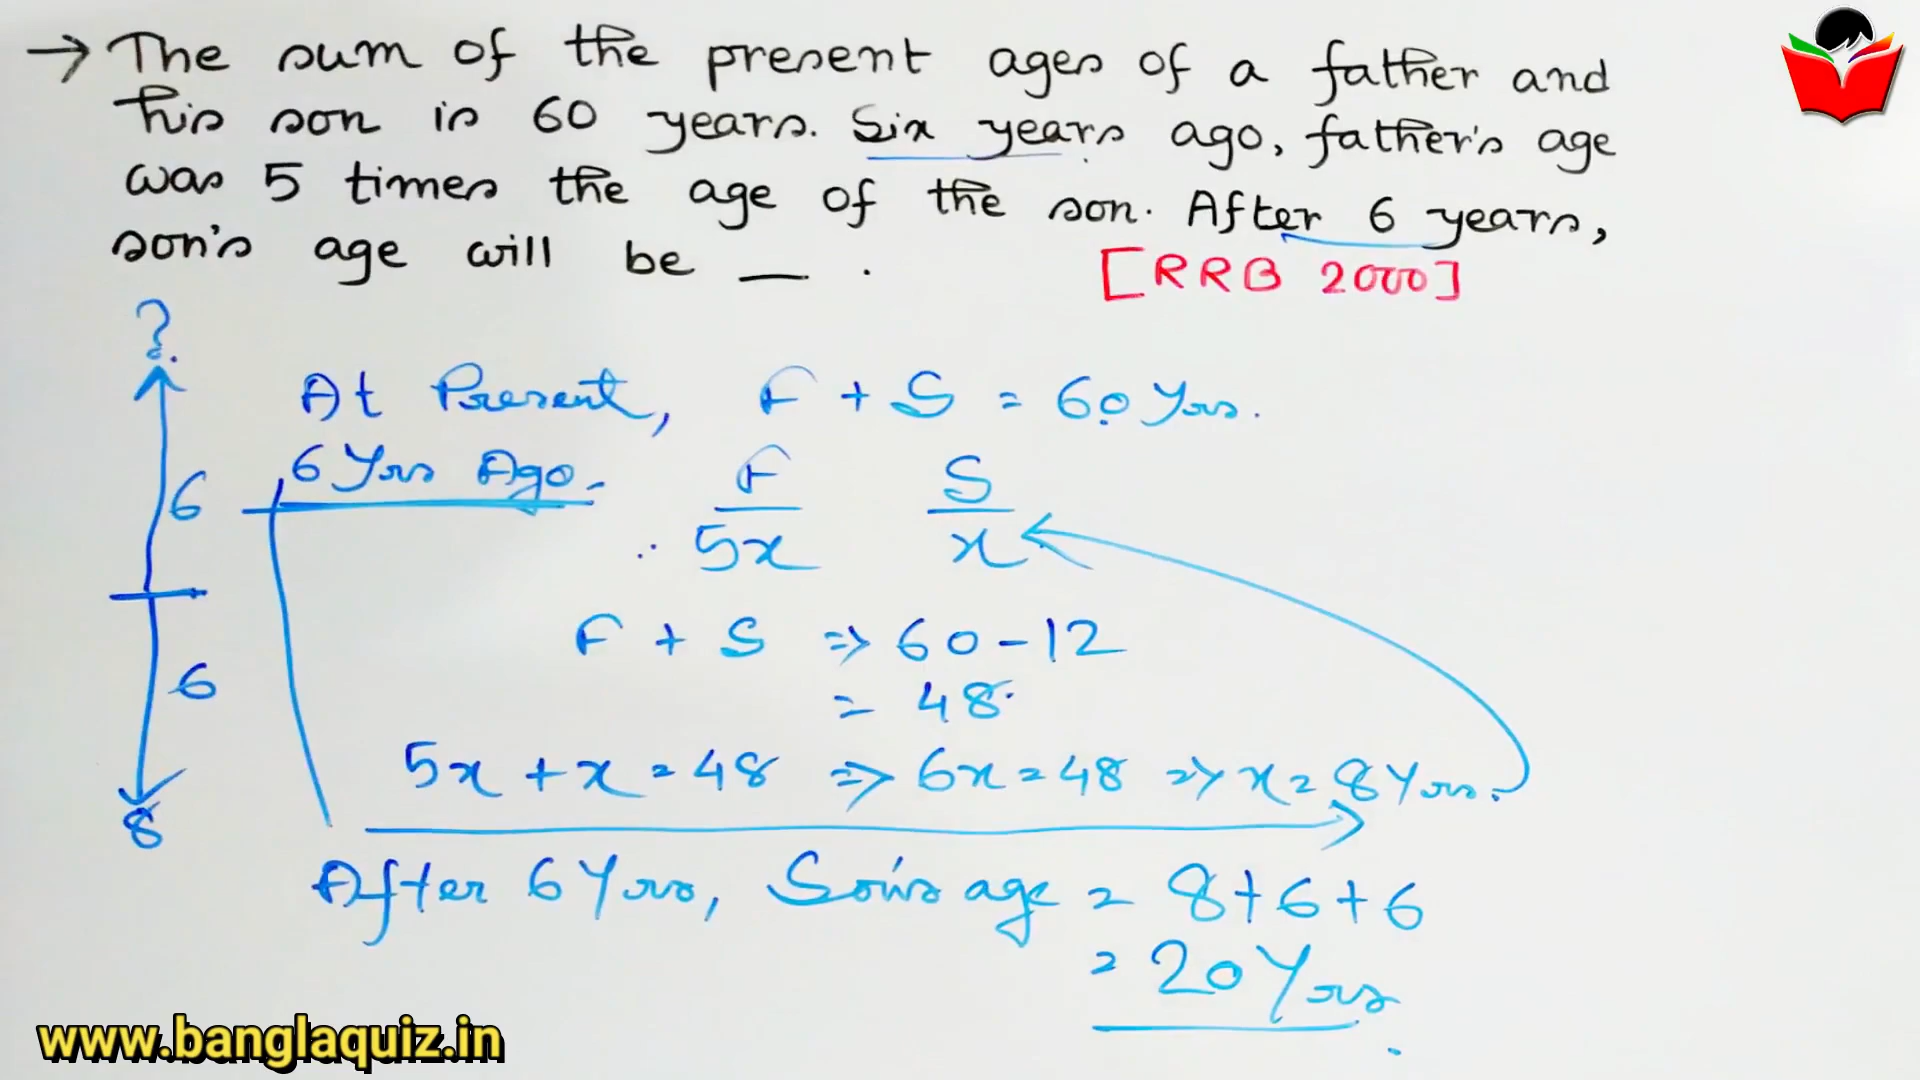 → The sum of the present ages of a father and
his son is 60 years. Six years ago, father's age
was 5 times the age of the son. After 6 years,
son's age will be __ .
[RRB 2000]
?
At Present, F + S = 60 Yrs.
6 Yrs Ago.
F S
6
∴ 5x x
F + S ⇒ 60 - 12
= 48
6
5x + x = 48 ⇒ 6x = 48 ⇒ x = 8 Yrs.
8
After 6 Yrs, Son's age = 8 + 6 + 6
= 20 Yrs
www.banglaquiz.in